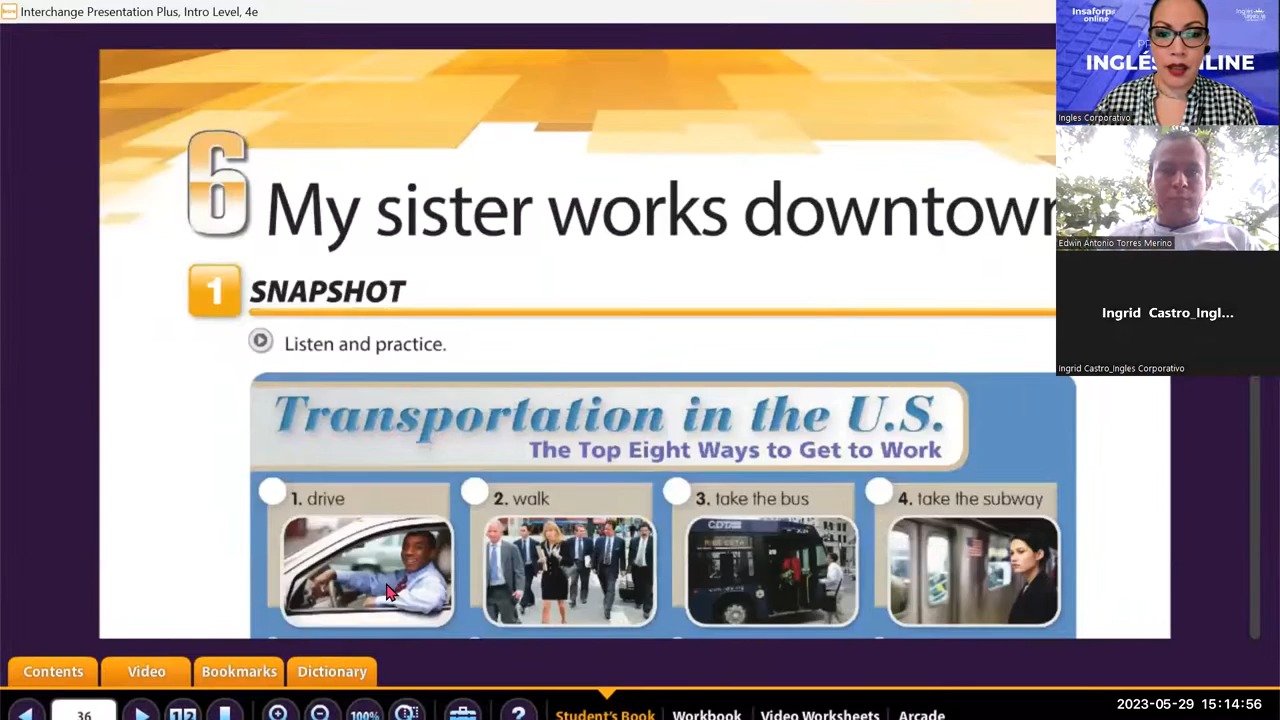 Interchange Presentation Plus, Intro Level, 4e
Insaforp
online
INGLÉS ONLINE
Ingles Corporativo
Edwin Antonio Torres Merino
Ingrid Castro_Ingl...
Ingrid Castro_Ingles Corporativo
6 My sister works downtown
1 SNAPSHOT
Listen and practice.
Transportation in the U.S.
The Top Eight Ways to Get to Work
1. drive
2. walk
3. take the bus
4. take the subway
Contents Video Bookmarks Dictionary
36 1 2 100% ? Student's Book Workbook Video Worksheets Arcade
2023-05-29 15:14:56